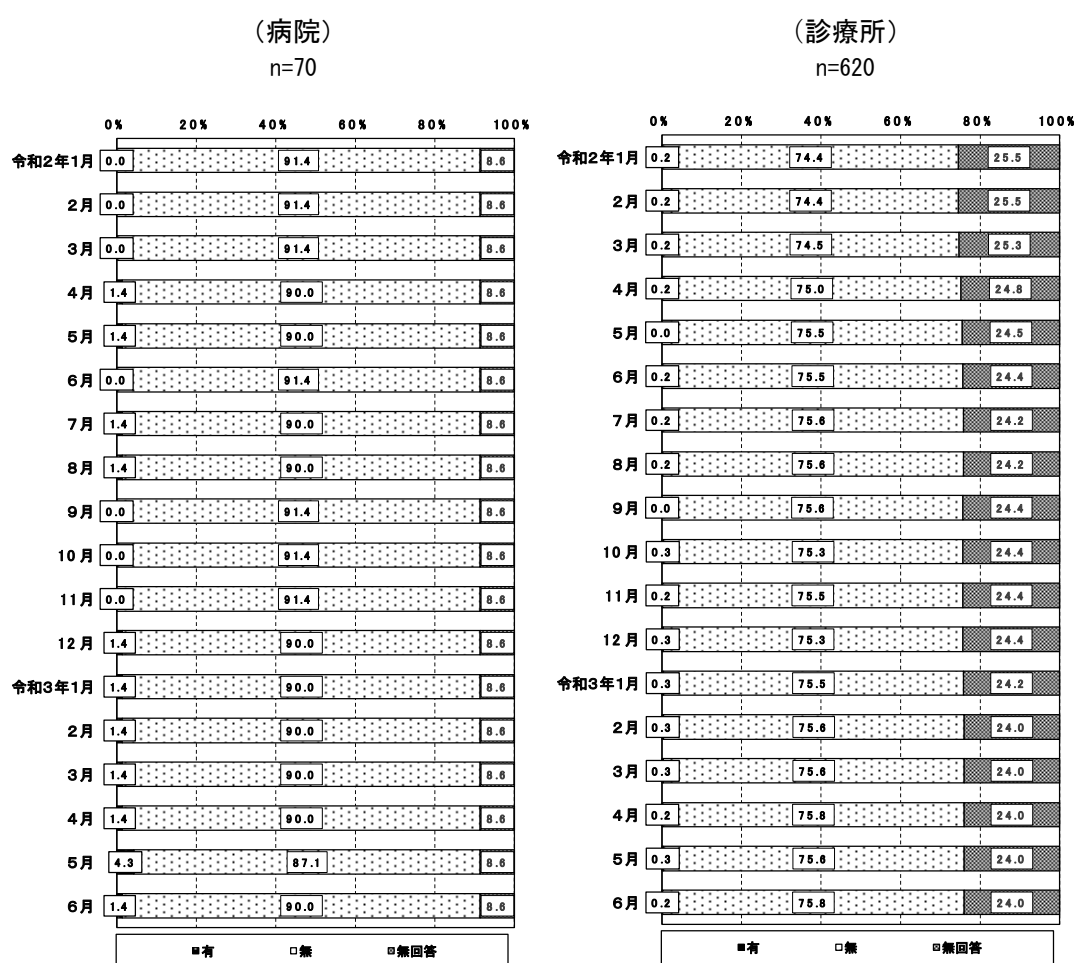 (病院)
n=70
0% 20% 40% 60% 80% 100%
令和2年1月 0.0 91.4 8.6
2月 0.0 91.4 8.6
3月 0.0 91.4 8.6
4月 1.4 90.0 8.6
5月 1.4 90.0 8.6
6月 0.0 91.4 8.6
7月 1.4 90.0 8.6
8月 1.4 90.0 8.6
9月 0.0 91.4 8.6
10月 0.0 91.4 8.6
11月 0.0 91.4 8.6
12月 1.4 90.0 8.6
令和3年1月 1.4 90.0 8.6
2月 1.4 90.0 8.6
3月 1.4 90.0 8.6
4月 1.4 90.0 8.6
5月 4.3 87.1 8.6
6月 1.4 90.0 8.6
■有 □無 ▩無回答
(診療所)
n=620
0% 20% 40% 60% 80% 100%
令和2年1月 0.2 74.4 25.5
2月 0.2 74.4 25.5
3月 0.2 74.5 25.3
4月 0.2 75.0 24.8
5月 0.0 75.5 24.5
6月 0.2 75.5 24.4
7月 0.2 75.6 24.2
8月 0.2 75.6 24.2
9月 0.0 75.6 24.4
10月 0.3 75.3 24.4
11月 0.2 75.5 24.4
12月 0.3 75.3 24.4
令和3年1月 0.3 75.5 24.2
2月 0.3 75.6 24.0
3月 0.3 75.6 24.0
4月 0.2 75.8 24.0
5月 0.3 75.6 24.0
6月 0.2 75.8 24.0
■有 □無 ▩無回答